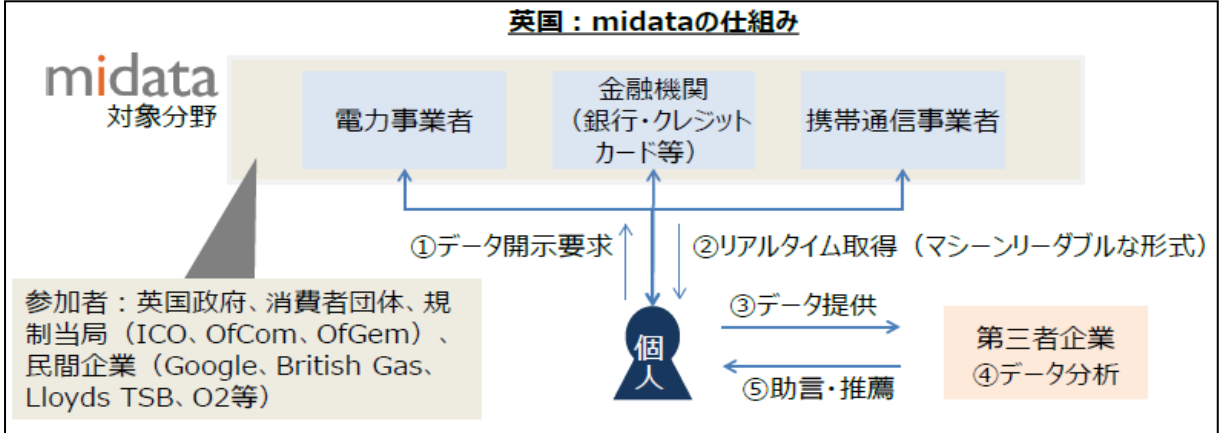 英国：midataの仕組み
midata
対象分野
電力事業者
金融機関
（銀行・クレジット
カード等）
携帯通信事業者
①データ開示要求
②リアルタイム取得（マシーンリーダブルな形式）
参加者：英国政府、消費者団体、規
制当局（ICO、OfCom、OfGem）、
民間企業（Google、British Gas、
Lloyds TSB、O2等）
個
人
③データ提供
⑤助言・推薦
第三者企業
④データ分析